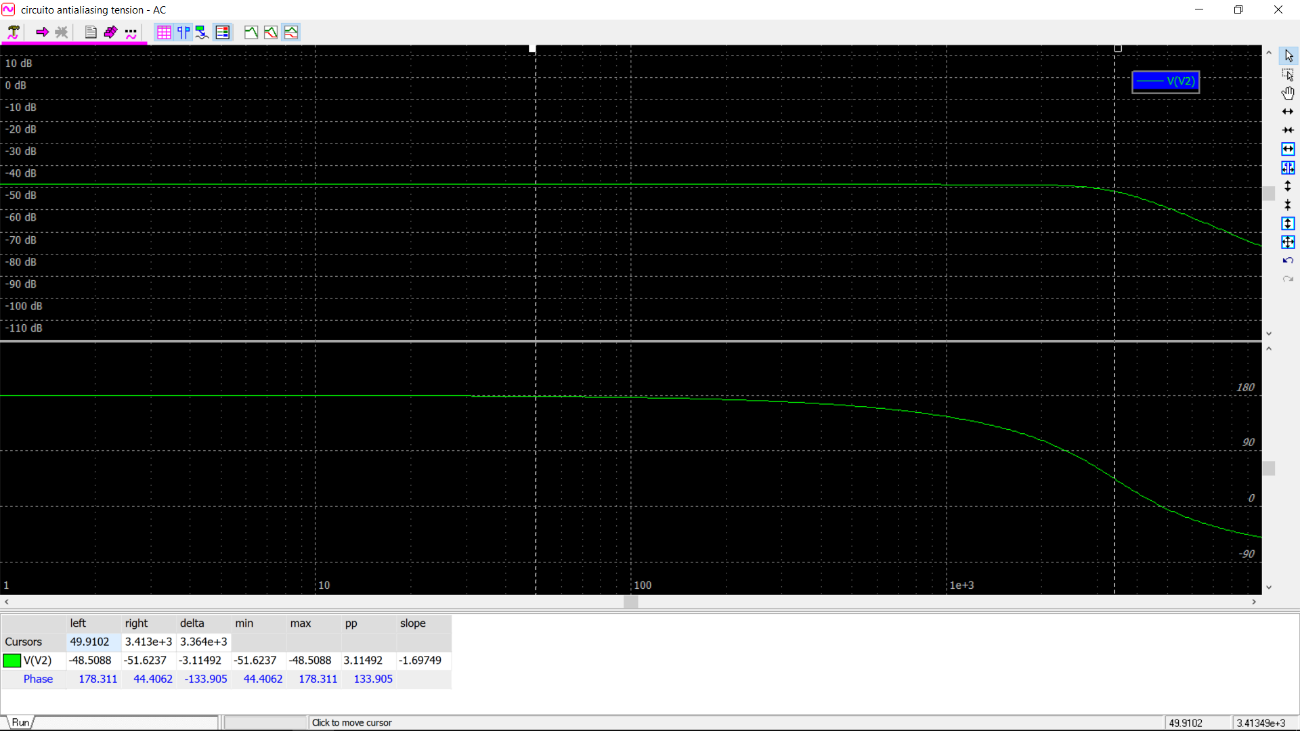 circuito antialiasing tension - AC
10 dB
V(V2)
0 dB
-10 dB
-20 dB
-30 dB
-40 dB
-50 dB
-60 dB
-70 dB
-80 dB
-90 dB
-100 dB
-110 dB
180
90
0
-90
1 10 100 1e+3
left right delta min max pp slope
Cursors 49.9102 3.413e+3 3.364e+3
V(V2) -48.5088 -51.6237 -3.11492 -51.6237 -48.5088 3.11492 -1.69749
Phase 178.311 44.4062 -133.905 44.4062 178.311 133.905
Run Click to move cursor 49.9102 3.41349e+3